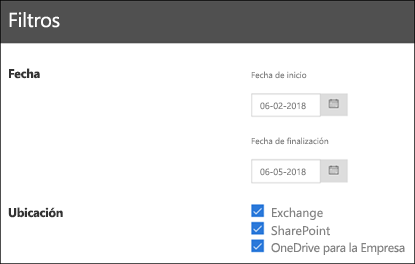 Filtros
Fecha
Fecha de inicio
06-02-2018
Fecha de finalización
06-05-2018
Ubicación
Exchange
SharePoint
OneDrive para la Empresa